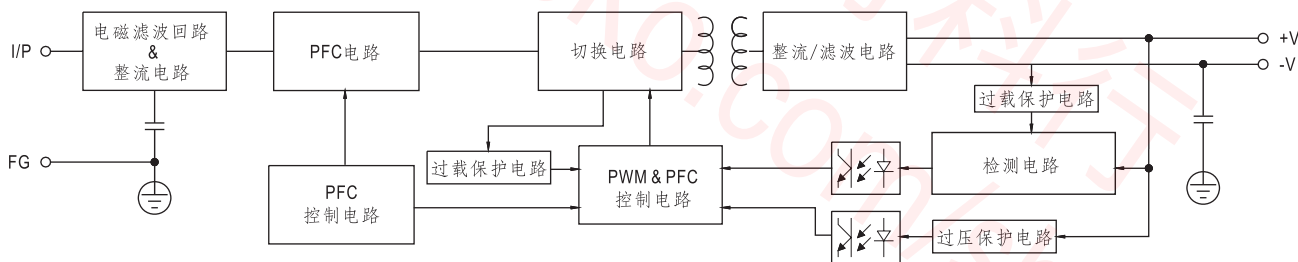 I/P
电磁滤波回路
&
整流电路
PFC电路
切换电路
整流/滤波电路
+V
-V
过载保护电路
FG
过载保护电路
PFC
控制电路
PWM & PFC
控制电路
检测电路
过压保护电路